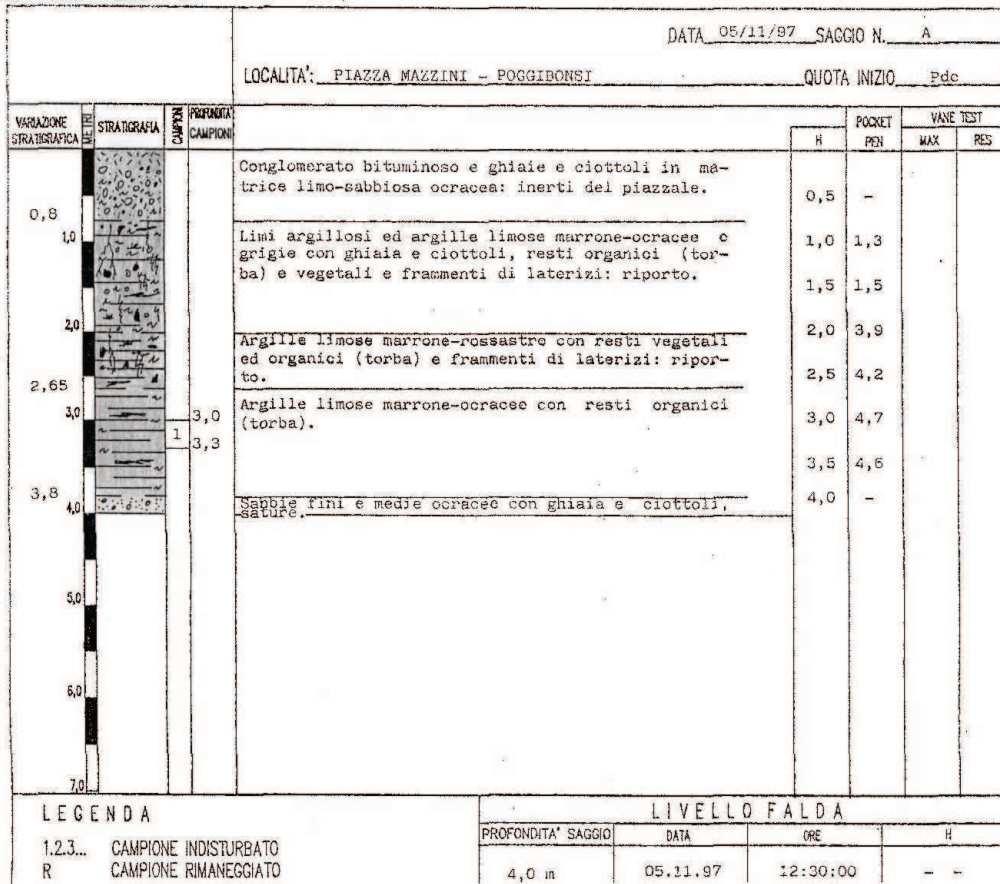 DATA 05/11/97 SAGGIO N. A
LOCALITA': PIAZZA MAZZINI - POGGIBONSI QUOTA INIZIO Pdc
VARIAZIONE STRATIGRAFICA METRI STRATIGRAFIA CAMPIONI PROFONDITA' CAMPIONI H POCKET PEN VANE TEST MAX RES
Conglomerato bituminoso e ghiaie e ciottoli in ma-
trice limo-sabbiosa ocracea: inerti del piazzale.
0,5 -
0,8
1,0
Limi argillosi ed argille limose marrone-ocracee e
grigie con ghiaia e ciottoli, resti organici (tor-
ba) e vegetali e frammenti di laterizi: riporto.
1,0 1,3
1,5 1,5
2,0
2,0 3,9
Argille limose marrone-rossastre con resti vegetali
ed organici (torba) e frammenti di laterizi: ripor-
to.
2,5 4,2
2,65
3,0
Argille limose marrone-ocracee con resti organici
(torba).
3,0
1
3,3
3,0 4,7
3,5 4,6
3,8
4,0
Sabbie fini e medie ocracee con ghiaia e ciottoli,
sature.
4,0 -
5,0
6,0
7,0
LEGENDA
1.2.3... CAMPIONE INDISTURBATO
R CAMPIONE RIMANEGGIATO
LIVELLO FALDA
PROFONDITA' SAGGIO DATA ORE H
4,0 m 05.11.97 12:30:00 - -